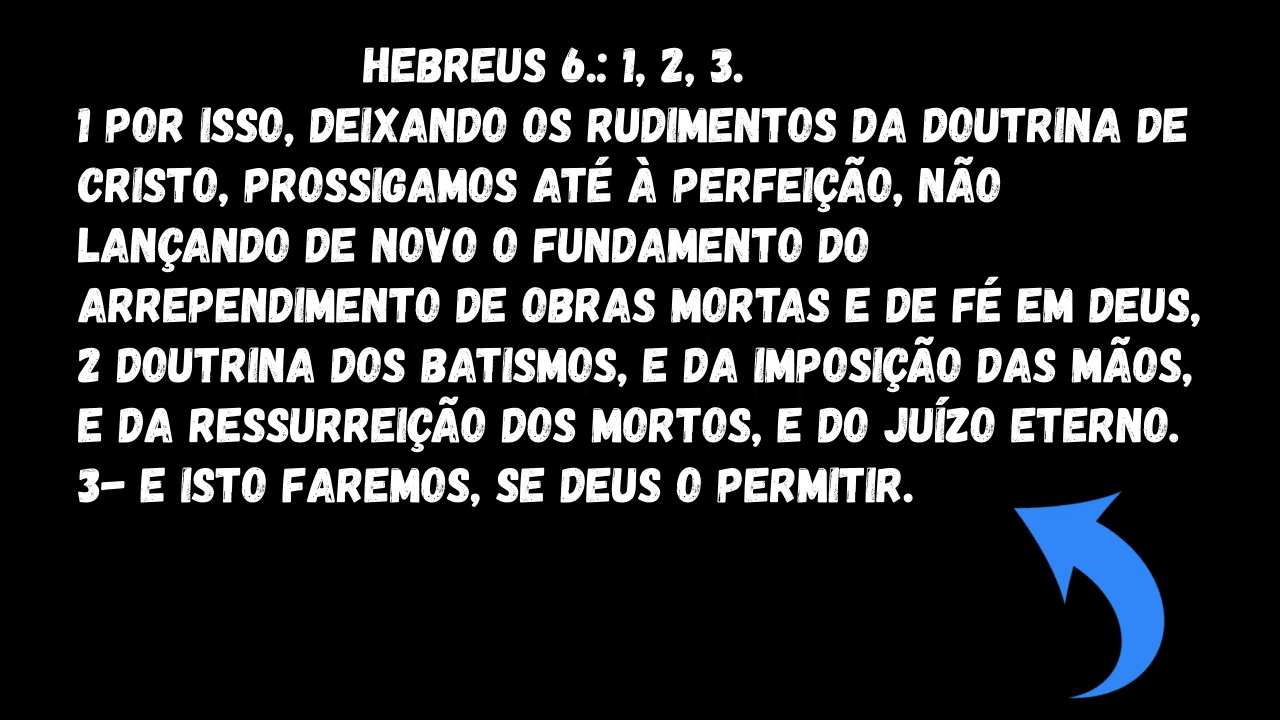 HEBREUS 6.: 1, 2, 3.
1 POR ISSO, DEIXANDO OS RUDIMENTOS DA DOUTRINA DE
CRISTO, PROSSIGAMOS ATÉ À PERFEIÇÃO, NÃO
LANÇANDO DE NOVO O FUNDAMENTO DO
ARREPENDIMENTO DE OBRAS MORTAS E DE FÉ EM DEUS,
2 DOUTRINA DOS BATISMOS, E DA IMPOSIÇÃO DAS MÃOS,
E DA RESSURREIÇÃO DOS MORTOS, E DO JUÍZO ETERNO.
3– E ISTO FAREMOS, SE DEUS O PERMITIR.